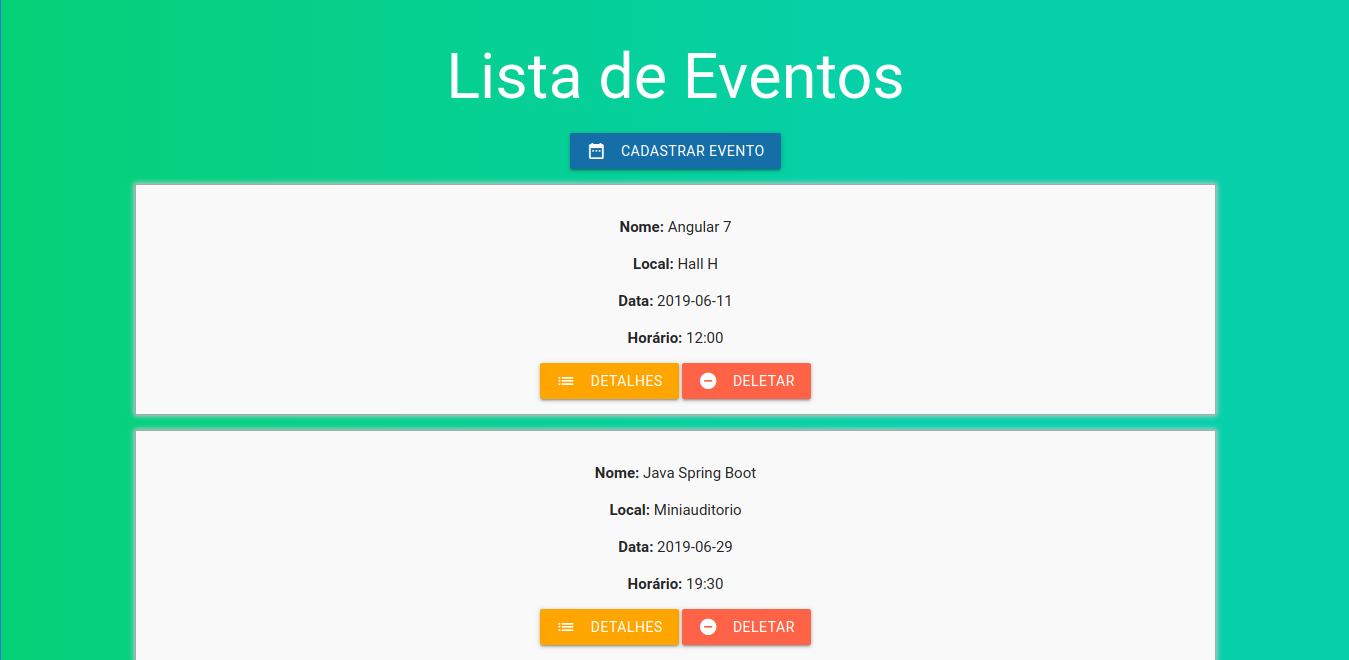 Lista de Eventos
CADASTRAR EVENTO
Nome: Angular 7
Local: Hall H
Data: 2019-06-11
Horário: 12:00
DETALHES DELETAR
Nome: Java Spring Boot
Local: Miniauditorio
Data: 2019-06-29
Horário: 19:30
DETALHES DELETAR